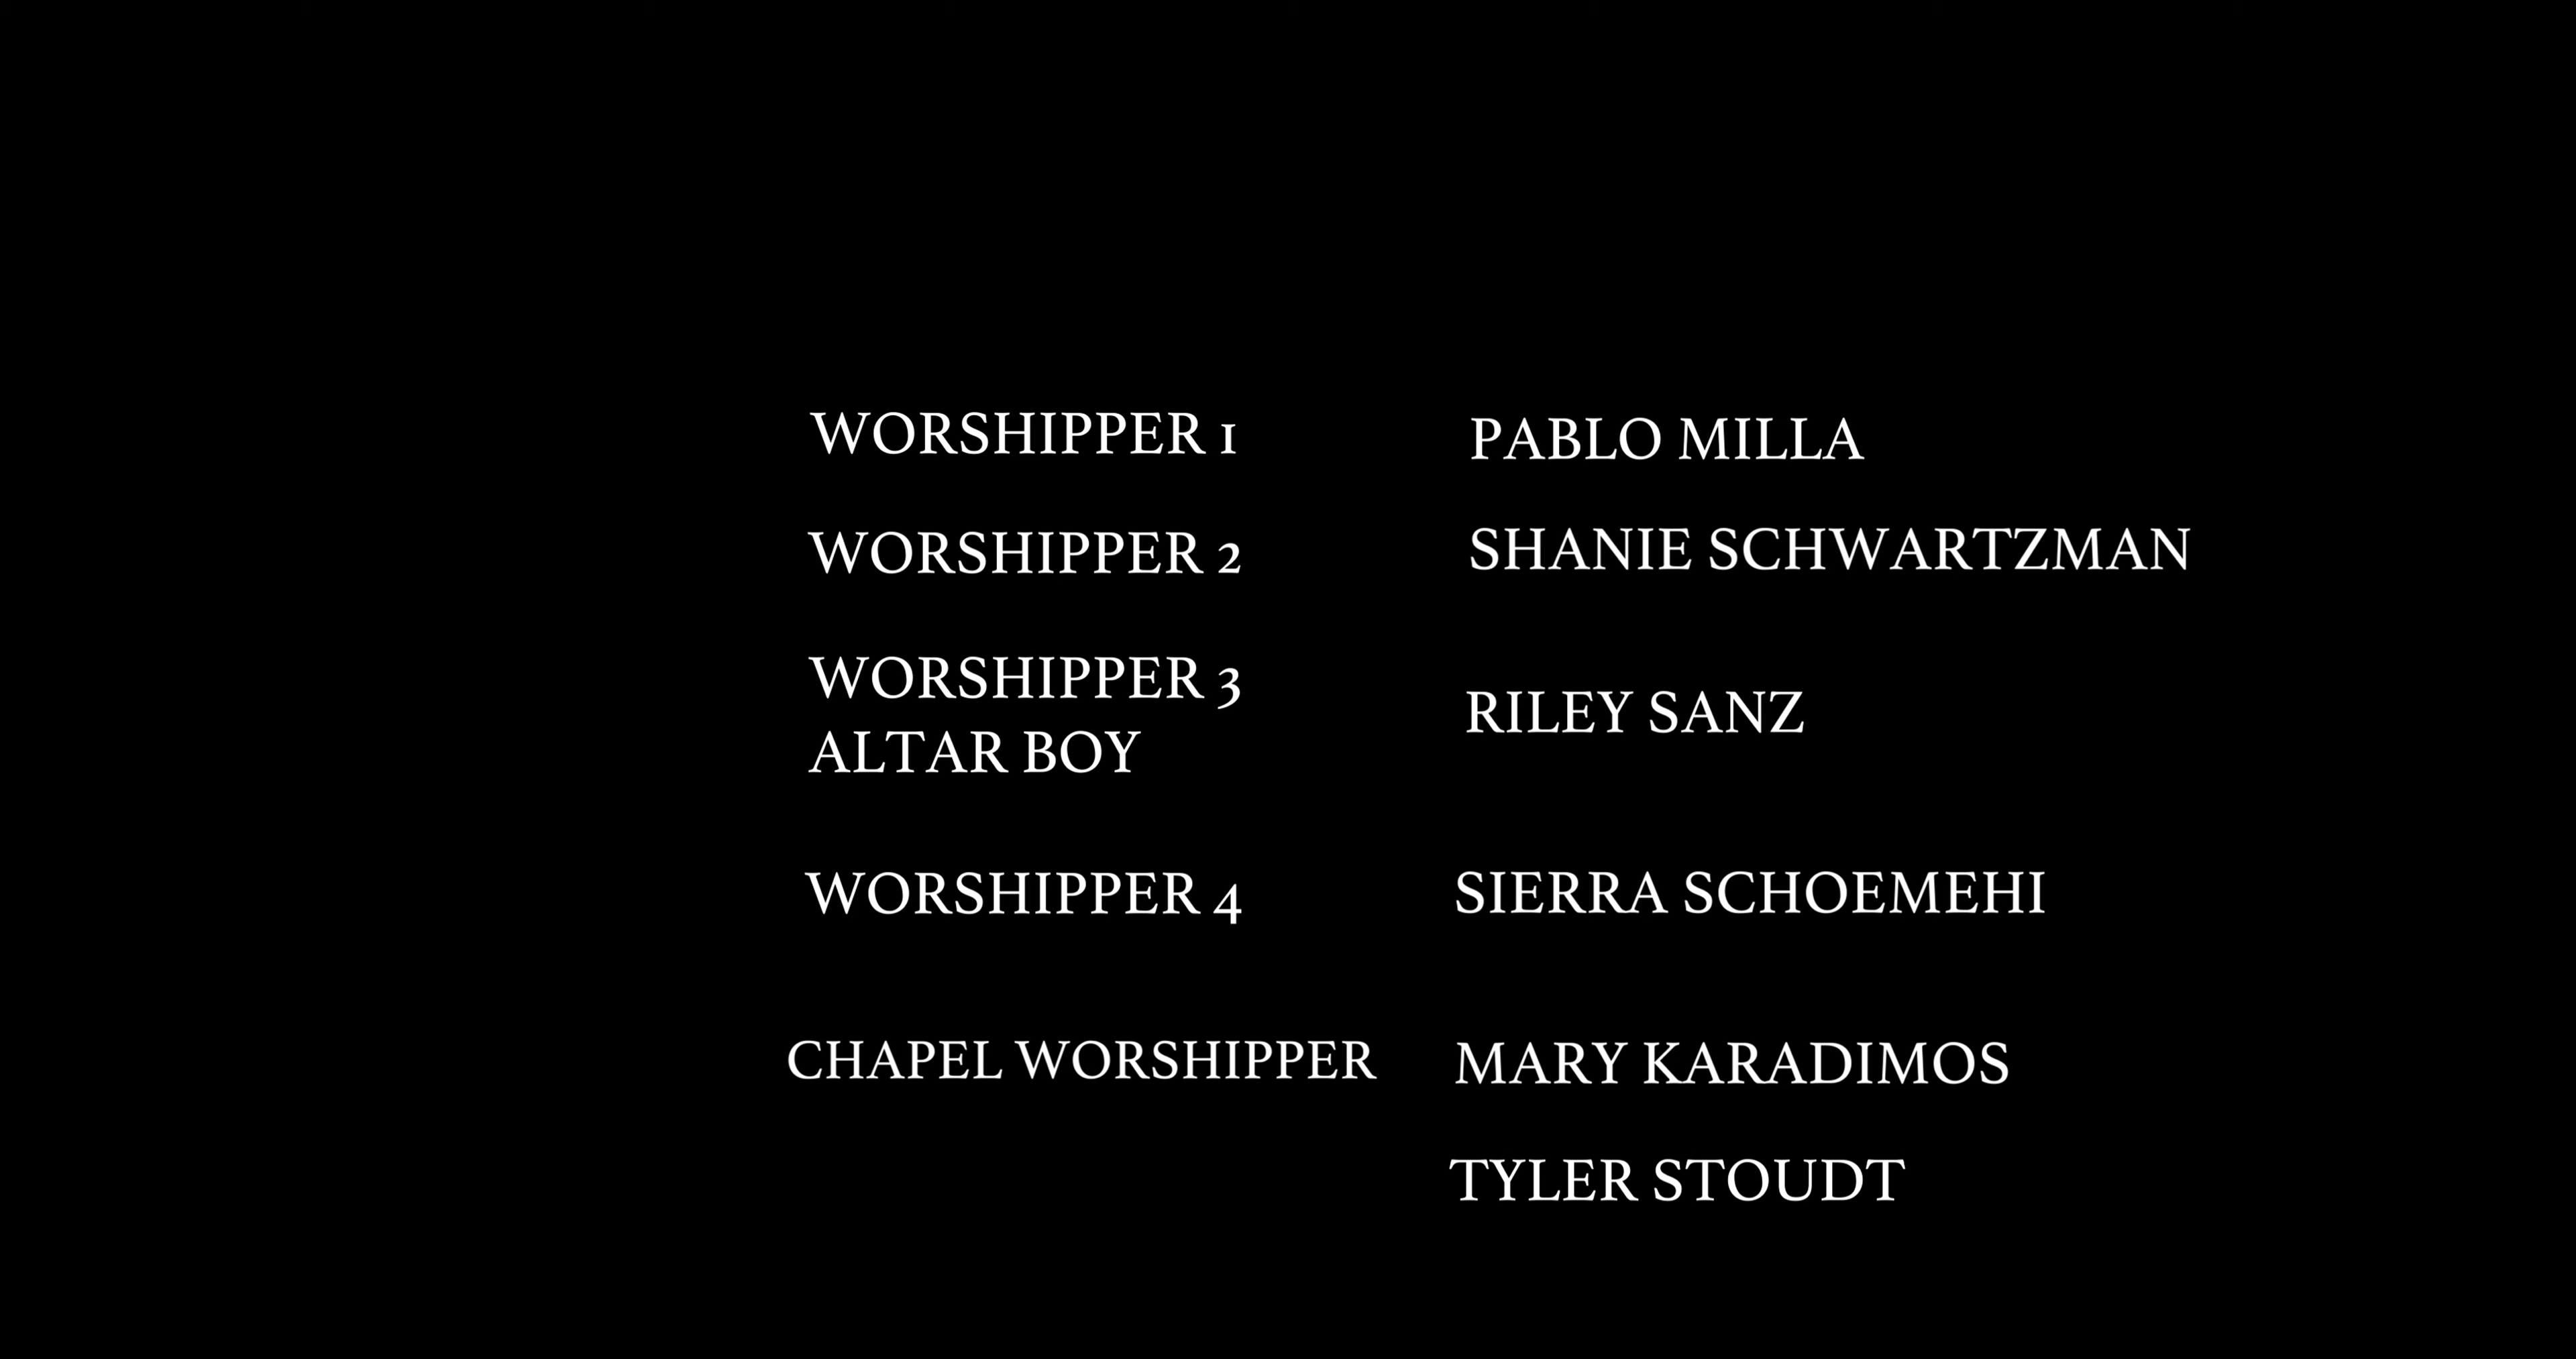 WORSHIPPER 1 PABLO MILLA
WORSHIPPER 2 SHANIE SCHWARTZMAN
WORSHIPPER 3
ALTAR BOY
RILEY SANZ
WORSHIPPER 4 SIERRA SCHOEMEHI
CHAPEL WORSHIPPER MARY KARADIMOS
TYLER STOUDT